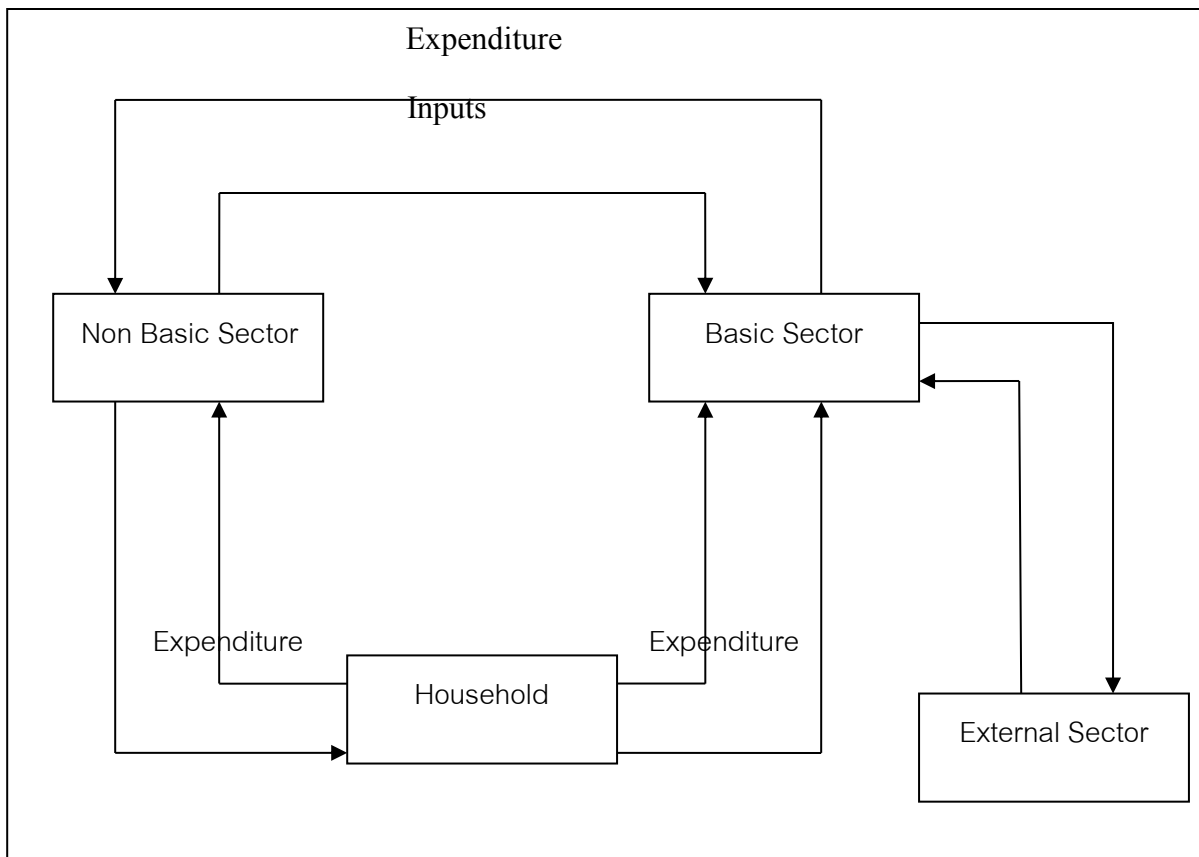 Expenditure
Inputs
Non Basic Sector
Basic Sector
Expenditure
Expenditure
Household
External Sector